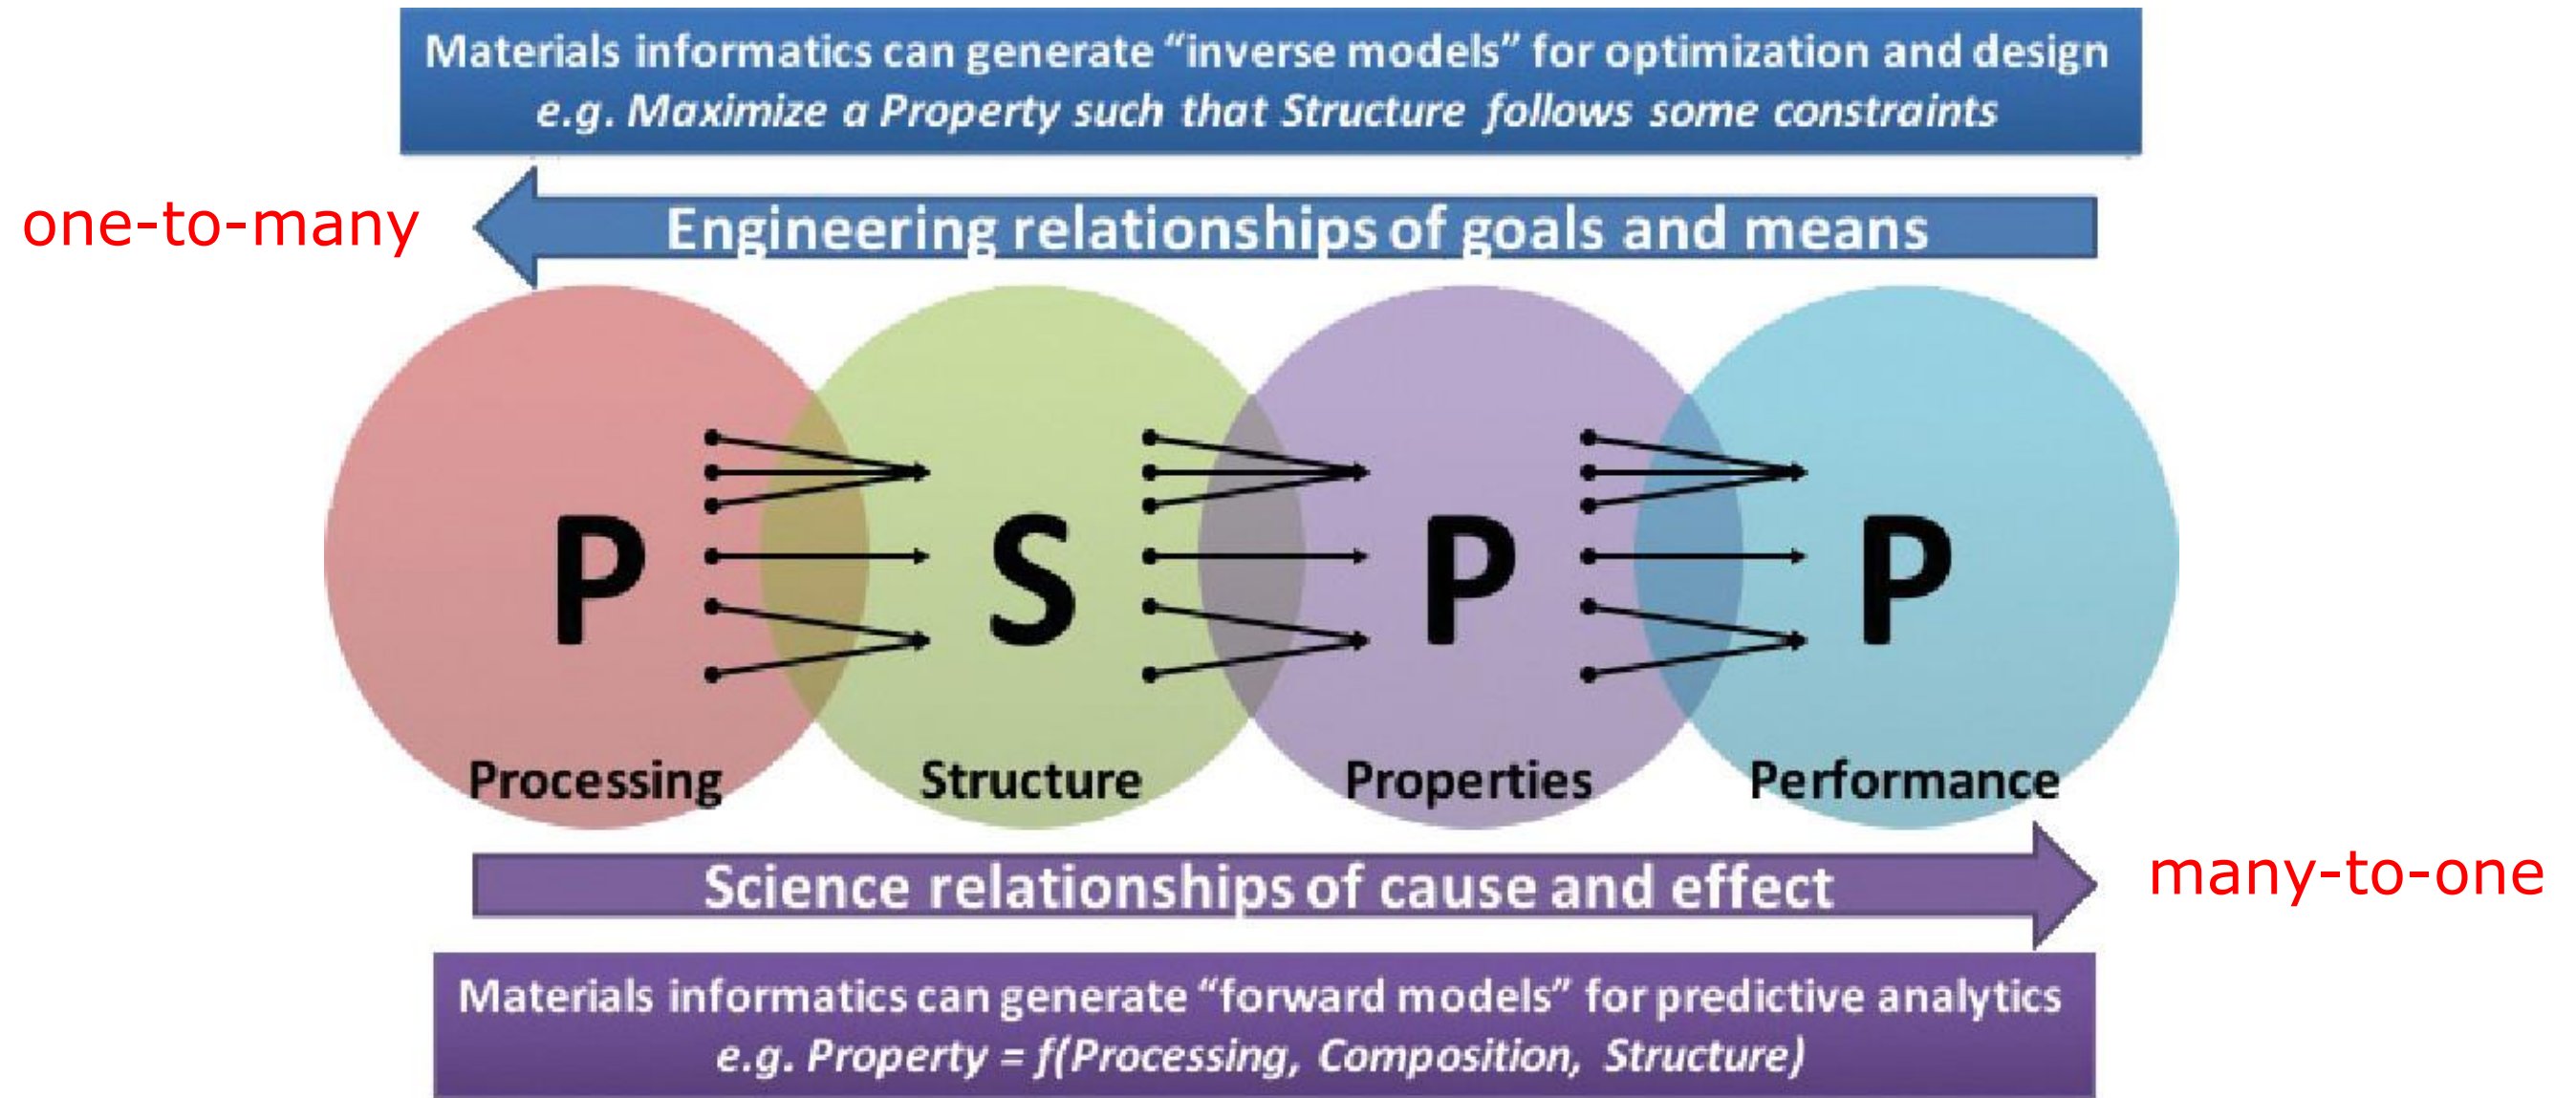 Materials informatics can generate “inverse models” for optimization and design
e.g. Maximize a Property such that Structure follows some constraints
one-to-many
Engineering relationships of goals and means
P
S
P
P
Processing
Structure
Properties
Performance
Science relationships of cause and effect
many-to-one
Materials informatics can generate “forward models” for predictive analytics
e.g. Property = f(Processing, Composition, Structure)